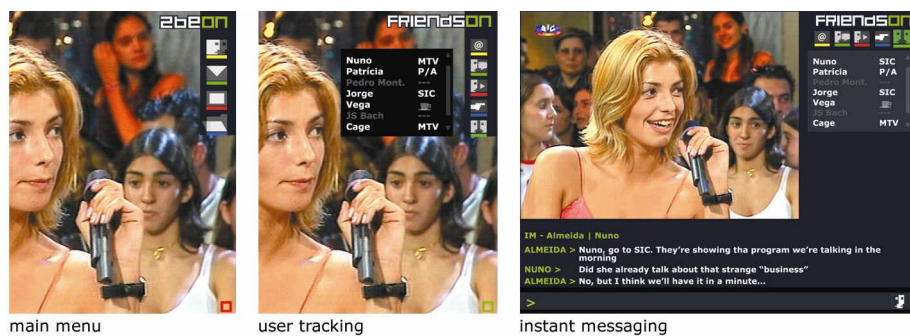 2BEON
FRIENDSON
@
Nuno MTV
Patrícia P/A
Pedro Mont. ---
Jorge SIC
Vega
JS Bach ---
Cage MTV
main menu
user tracking
SIC
FRIENDSON
@
Nuno SIC
Patrícia P/A
Pedro Mont. ---
Jorge SIC
Vega
JS Bach ---
Cage MTV
IM - Almeida | Nuno
ALMEIDA > Nuno, go to SIC. They're showing tha program we're talking in the
morning
NUNO > Did she already talk about that strange "business"
ALMEIDA > No, but I think we'll have it in a minute...
>
instant messaging